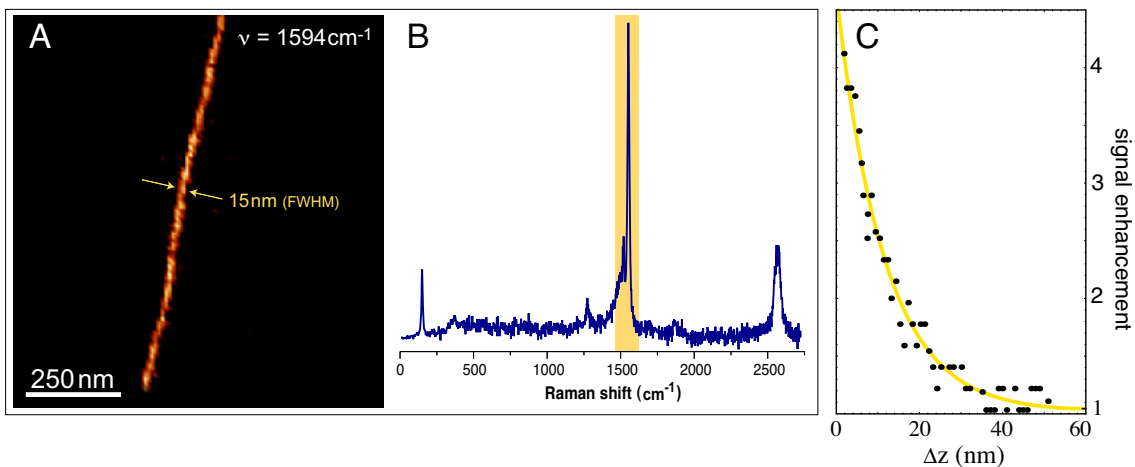 A
ν = 1594cm⁻¹
15nm (FWHM)
250nm
B
0 500 1000 1500 2000 2500
Raman shift (cm⁻¹)
C
4
3
2
1
signal enhancement
0 20 40 60
Δz (nm)